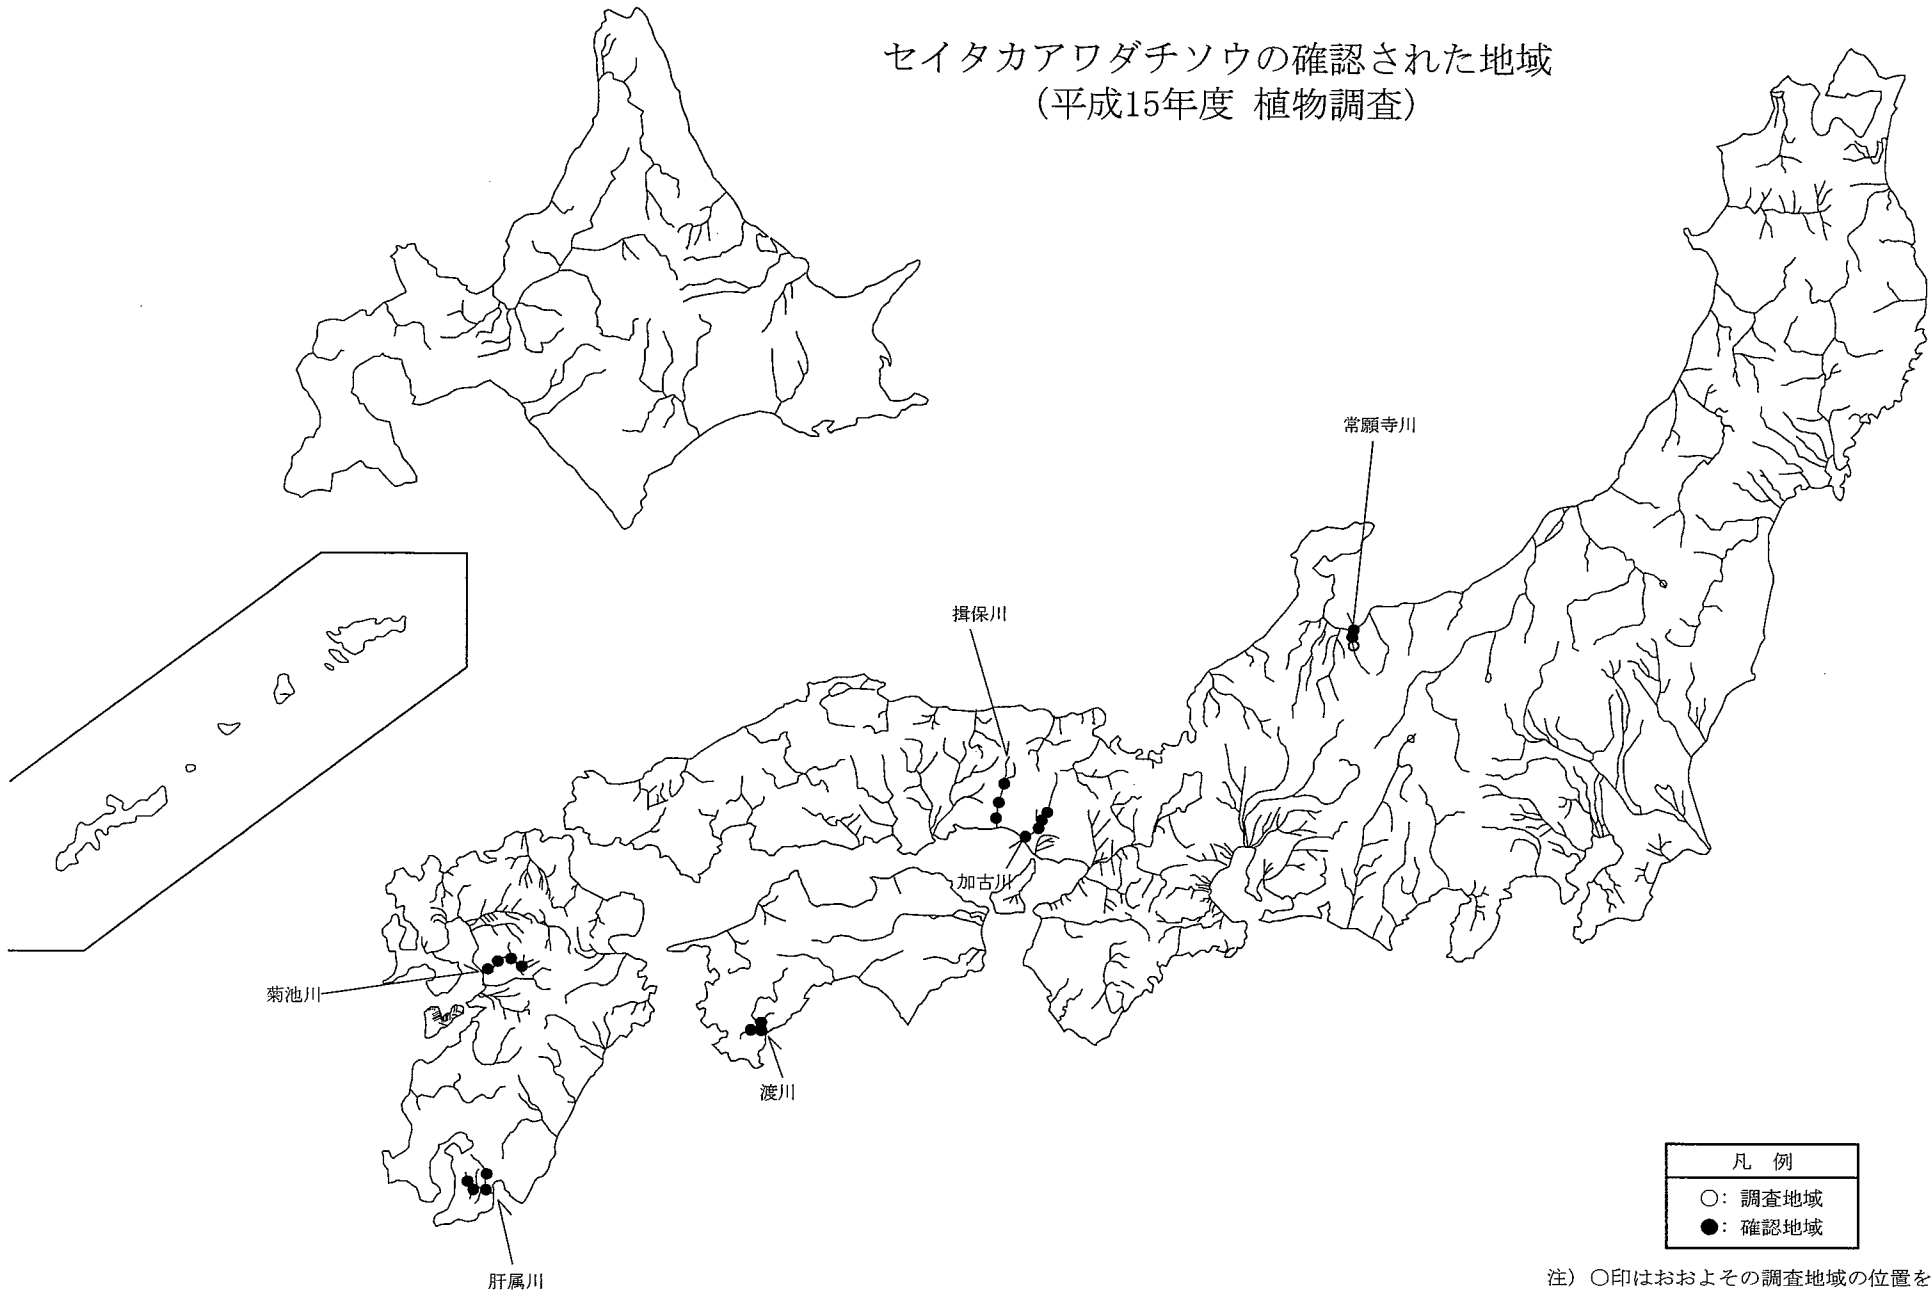 セイタカアワダチソウの確認された地域
(平成15年度 植物調査)
常願寺川
揖保川
加古川
菊池川
渡川
肝属川
凡 例
○: 調査地域
●: 確認地域
注) ○印はおおよその調査地域の位置を